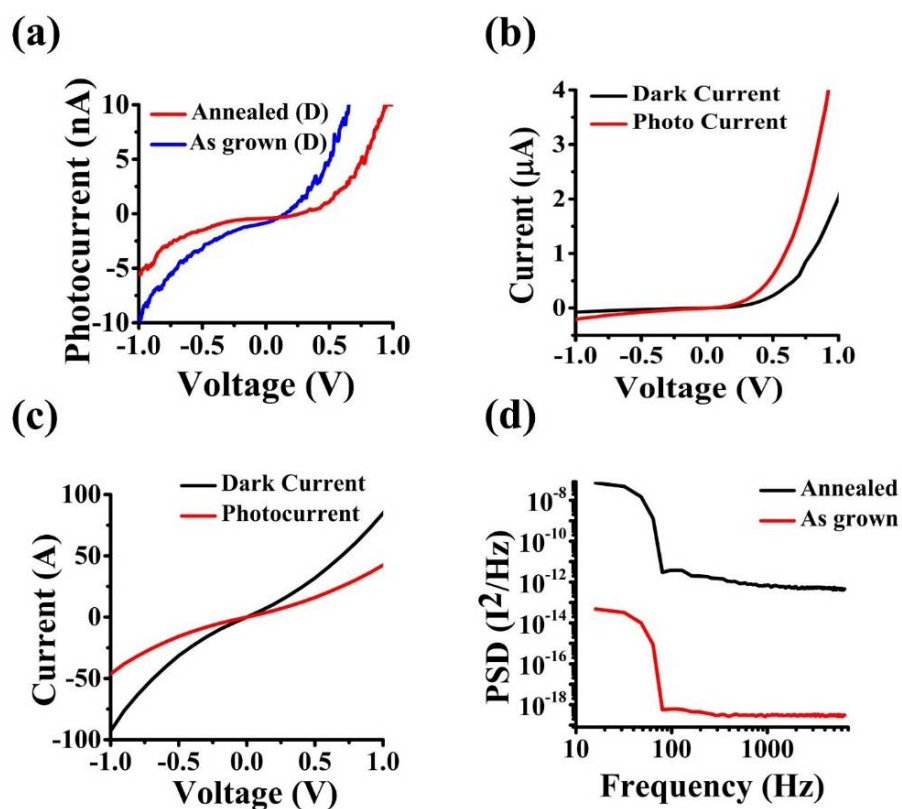 (a)
Photocurrent (nA)
10
5
0
-5
-10
Annealed (D)
As grown (D)
-1.0 -0.5 0.0 0.5 1.0
Voltage (V)
(b)
Current (μA)
4
3
2
1
0
Dark Current
Photo Current
-1.0 -0.5 0.0 0.5 1.0
Voltage (V)
(c)
Current (A)
100
50
0
-50
-100
Dark Current
Photocurrent
-1.0 -0.5 0.0 0.5 1.0
Voltage (V)
(d)
PSD (I²/Hz)
10⁻⁸
10⁻¹⁰
10⁻¹²
10⁻¹⁴
10⁻¹⁶
10⁻¹⁸
Annealed
As grown
10 100 1000
Frequency (Hz)